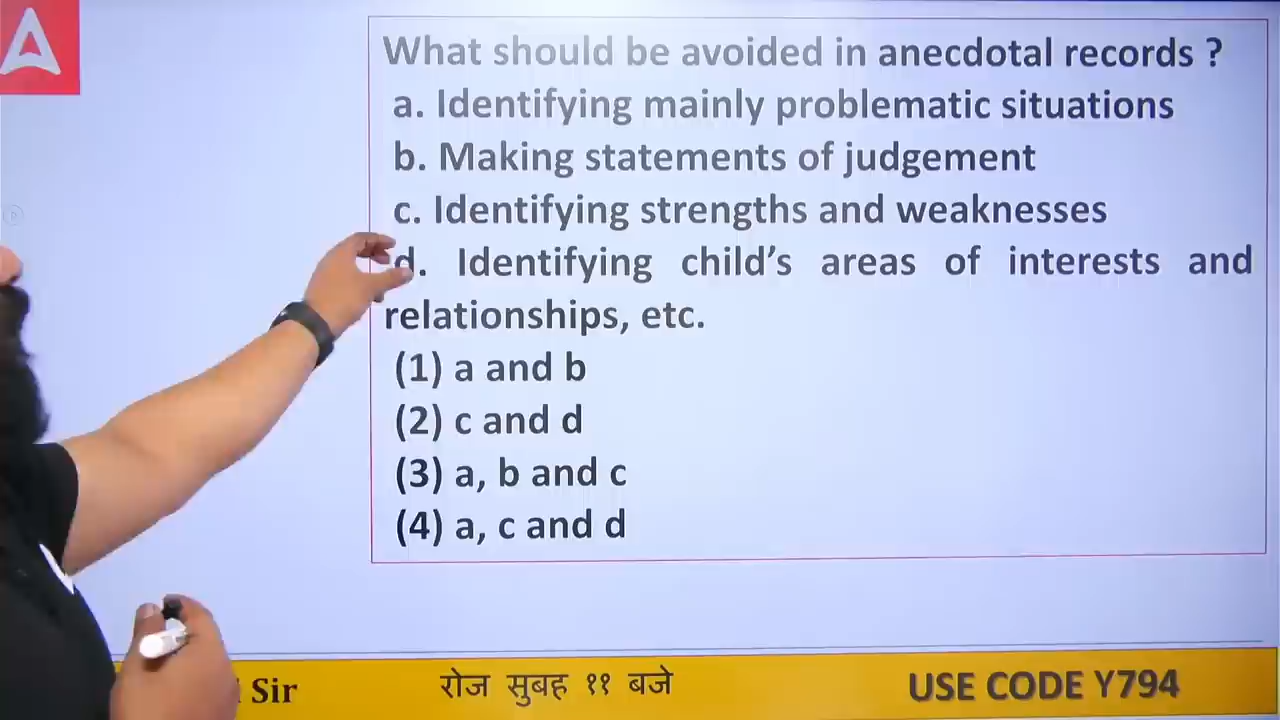 What should be avoided in anecdotal records ?
a. Identifying mainly problematic situations
b. Making statements of judgement
c. Identifying strengths and weaknesses
d. Identifying child's areas of interests and
relationships, etc.
(1) a and b
(2) c and d
(3) a, b and c
(4) a, c and d
Sir रोज सुबह ११ बजे USE CODE Y794